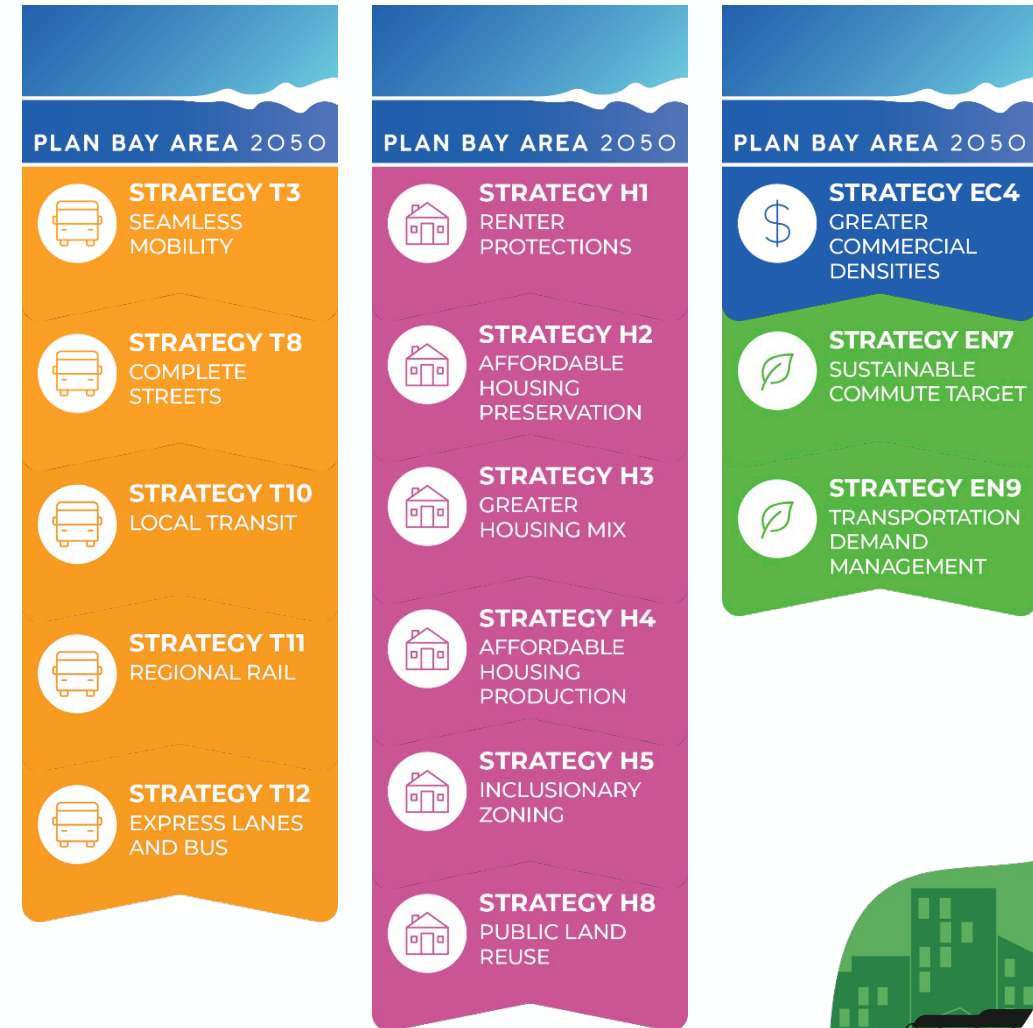 PLAN BAY AREA 2050
STRATEGY T3
SEAMLESS
MOBILITY
STRATEGY T8
COMPLETE
STREETS
STRATEGY T10
LOCAL TRANSIT
STRATEGY T11
REGIONAL RAIL
STRATEGY T12
EXPRESS LANES
AND BUS
PLAN BAY AREA 2050
STRATEGY H1
RENTER
PROTECTIONS
STRATEGY H2
AFFORDABLE
HOUSING
PRESERVATION
STRATEGY H3
GREATER
HOUSING MIX
STRATEGY H4
AFFORDABLE
HOUSING
PRODUCTION
STRATEGY H5
INCLUSIONARY
ZONING
STRATEGY H8
PUBLIC LAND
REUSE
PLAN BAY AREA 2050
$
STRATEGY EC4
GREATER
COMMERCIAL
DENSITIES
STRATEGY EN7
SUSTAINABLE
COMMUTE TARGET
STRATEGY EN9
TRANSPORTATION
DEMAND
MANAGEMENT